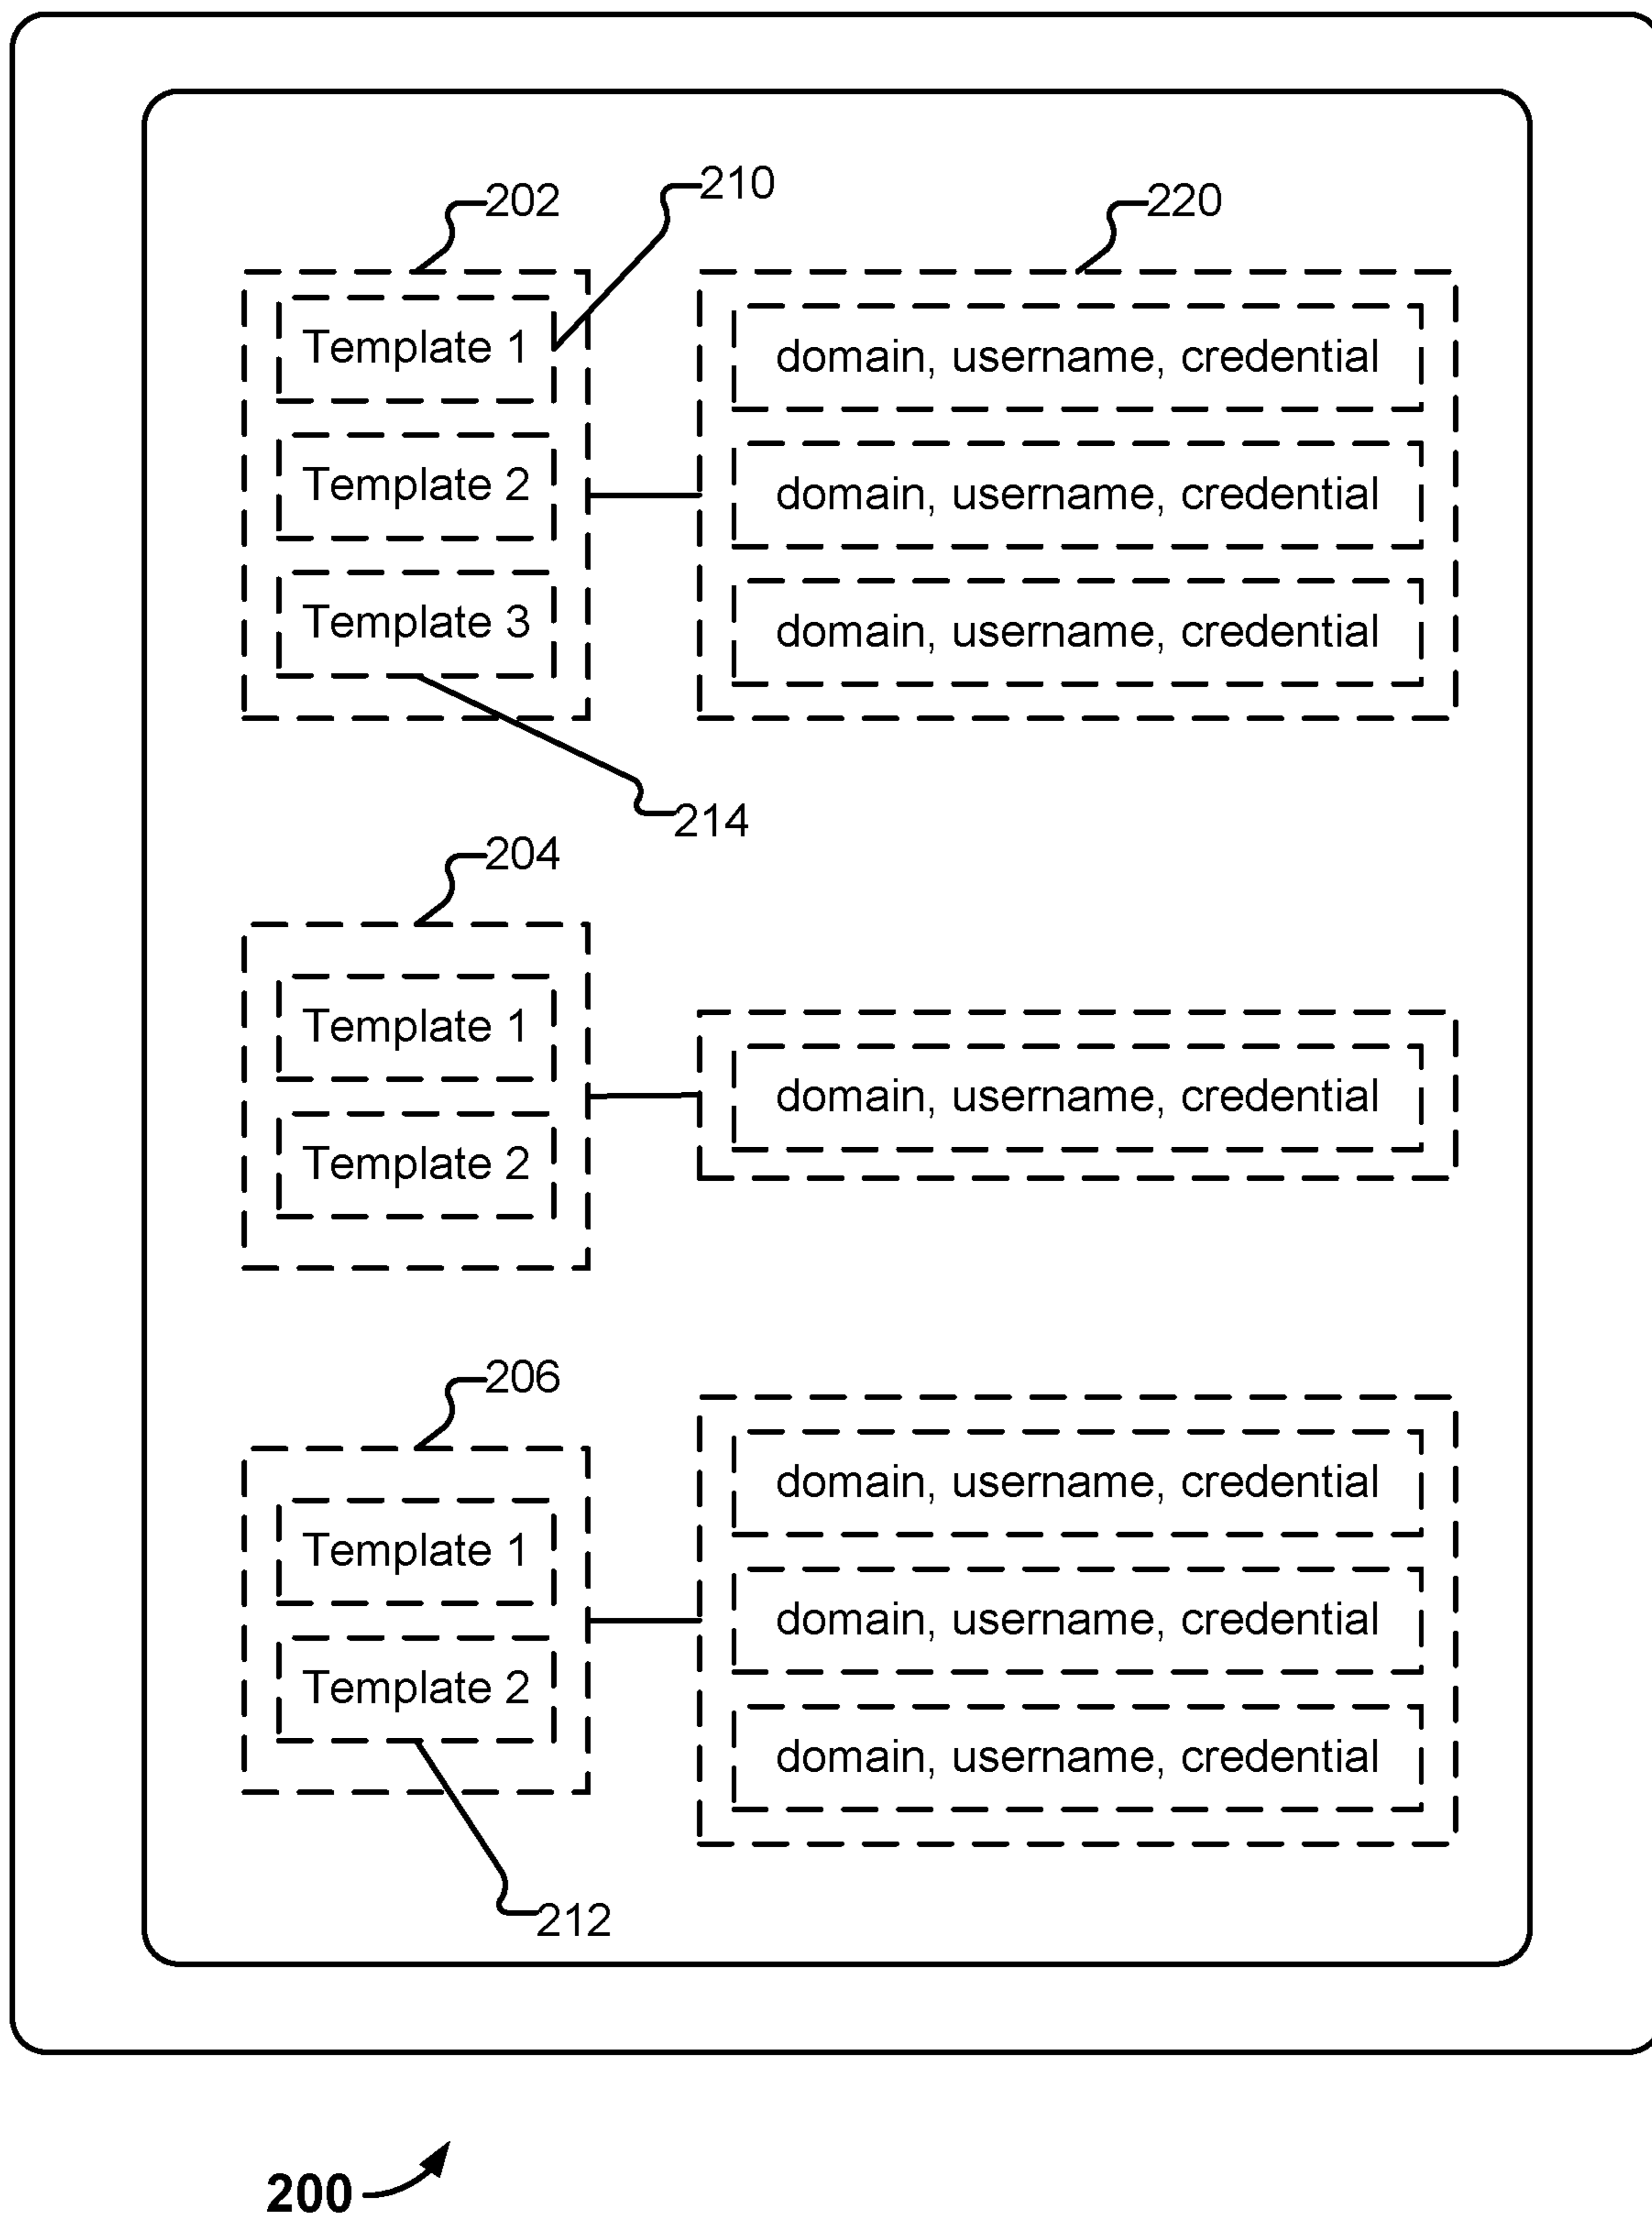 210
202
220
Template 1
domain, username, credential
Template 2
domain, username, credential
Template 3
domain, username, credential
214
204
Template 1
domain, username, credential
Template 2
206
domain, username, credential
Template 1
domain, username, credential
Template 2
domain, username, credential
212
200